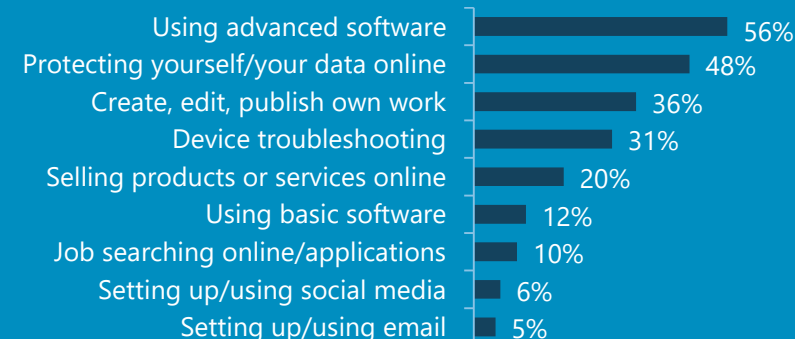 Using advanced software 56%
Protecting yourself/your data online 48%
Create, edit, publish own work 36%
Device troubleshooting 31%
Selling products or services online 20%
Using basic software 12%
Job searching online/applications 10%
Setting up/using social media 6%
Setting up/using email 5%